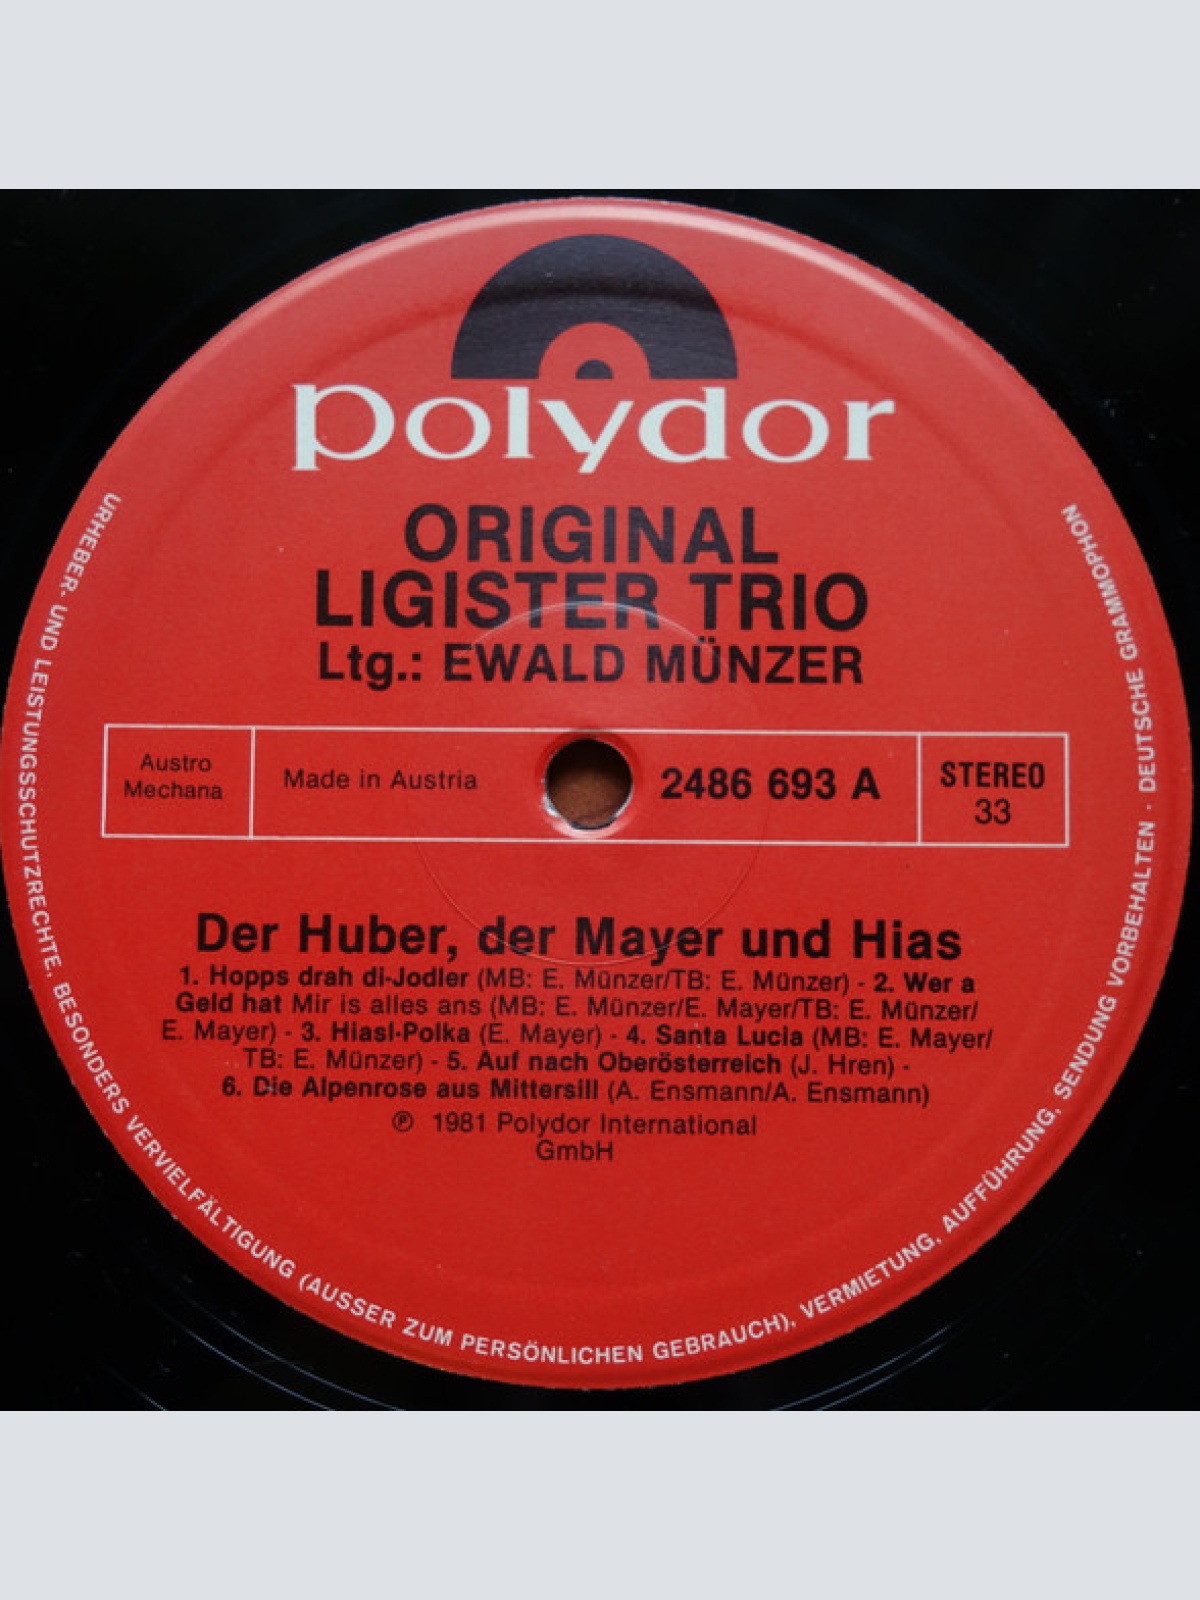 polydor
ORIGINAL
LIGISTER TRIO
Ltg.: EWALD MÜNZER
Austro
Mechana
Made in Austria
2486 693 A
STEREO
33
Der Huber, der Mayer und Hias
1. Hopps drah di-Jodler (MB: E. Münzer/TB: E. Münzer) - 2. Wer a
Geld hat Mir is alles ans (MB: E. Münzer/E. Mayer/TB: E. Münzer/
E. Mayer) - 3. Hiasl-Polka (E. Mayer) - 4. Santa Lucia (MB: E. Mayer/
TB: E. Münzer) - 5. Auf nach Oberösterreich (J. Hren) -
6. Die Alpenrose aus Mittersill (A. Ensmann/A. Ensmann)
℗ 1981 Polydor International
GmbH
URHEBER- UND LEISTUNGSSCHUTZRECHTE, BESONDERS VERVIELFÄLTIGUNG (AUSSER ZUM PERSÖNLICHEN GEBRAUCH), VERMIETUNG, AUFFÜHRUNG, SENDUNG VORBEHALTEN · DEUTSCHE GRAMMOPHON